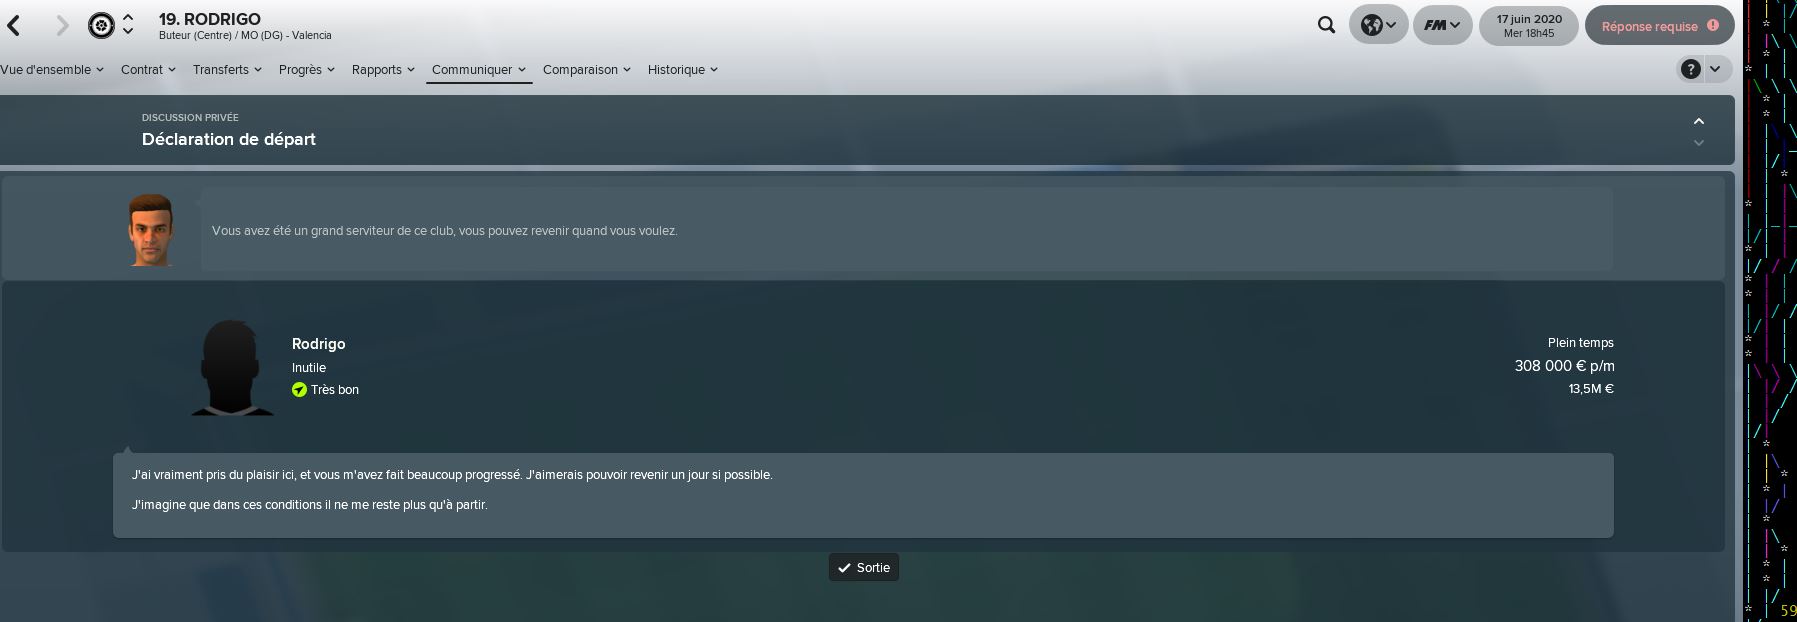 19. RODRIGO
Buteur (Centre) / MO (DG) - Valencia
FM
17 juin 2020
Mer 18h45
Réponse requise
Vue d'ensemble
Contrat
Transferts
Progrès
Rapports
Communiquer
Comparaison
Historique
?
DISCUSSION PRIVÉE
Déclaration de départ
Vous avez été un grand serviteur de ce club, vous pouvez revenir quand vous voulez.
Rodrigo
Inutile
Très bon
Plein temps
308 000 € p/m
13,5M €
J'ai vraiment pris du plaisir ici, et vous m'avez fait beaucoup progressé. J'aimerais pouvoir revenir un jour si possible.
J'imagine que dans ces conditions il ne me reste plus qu'à partir.
Sortie
59